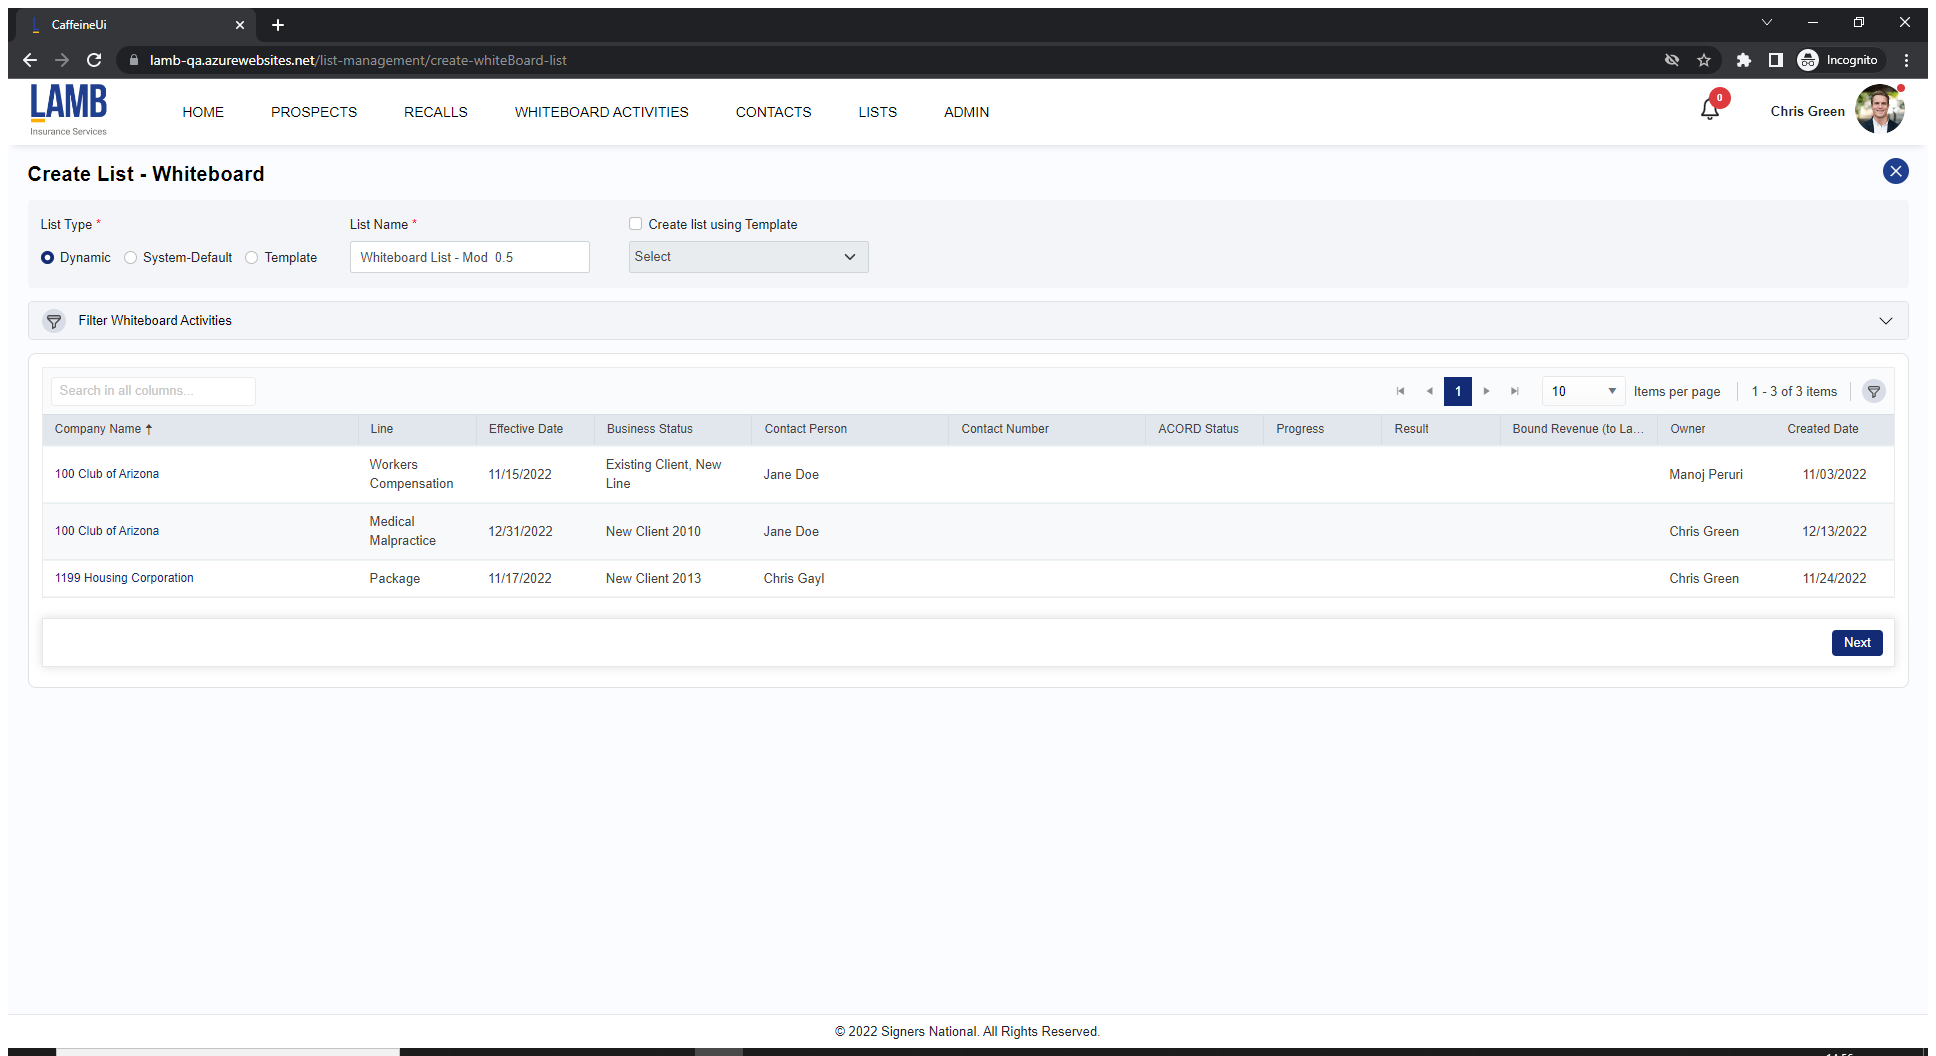 CaffeineUi
lamb-qa.azurewebsites.net/list-management/create-whiteBoard-list
Incognito
LAMB
Insurance Services
HOME
PROSPECTS
RECALLS
WHITEBOARD ACTIVITIES
CONTACTS
LISTS
ADMIN
0
Chris Green
Create List - Whiteboard
List Type *
List Name *
Create list using Template
Dynamic
System-Default
Template
Whiteboard List - Mod 0.5
Select
Filter Whiteboard Activities
Search in all columns...
1
10
Items per page
1 - 3 of 3 items
Company Name
Line
Effective Date
Business Status
Contact Person
Contact Number
ACORD Status
Progress
Result
Bound Revenue (to La...
Owner
Created Date
100 Club of Arizona
Workers
Compensation
11/15/2022
Existing Client, New
Line
Jane Doe
Manoj Peruri
11/03/2022
100 Club of Arizona
Medical
Malpractice
12/31/2022
New Client 2010
Jane Doe
Chris Green
12/13/2022
1199 Housing Corporation
Package
11/17/2022
New Client 2013
Chris Gayl
Chris Green
11/24/2022
Next
© 2022 Signers National. All Rights Reserved.